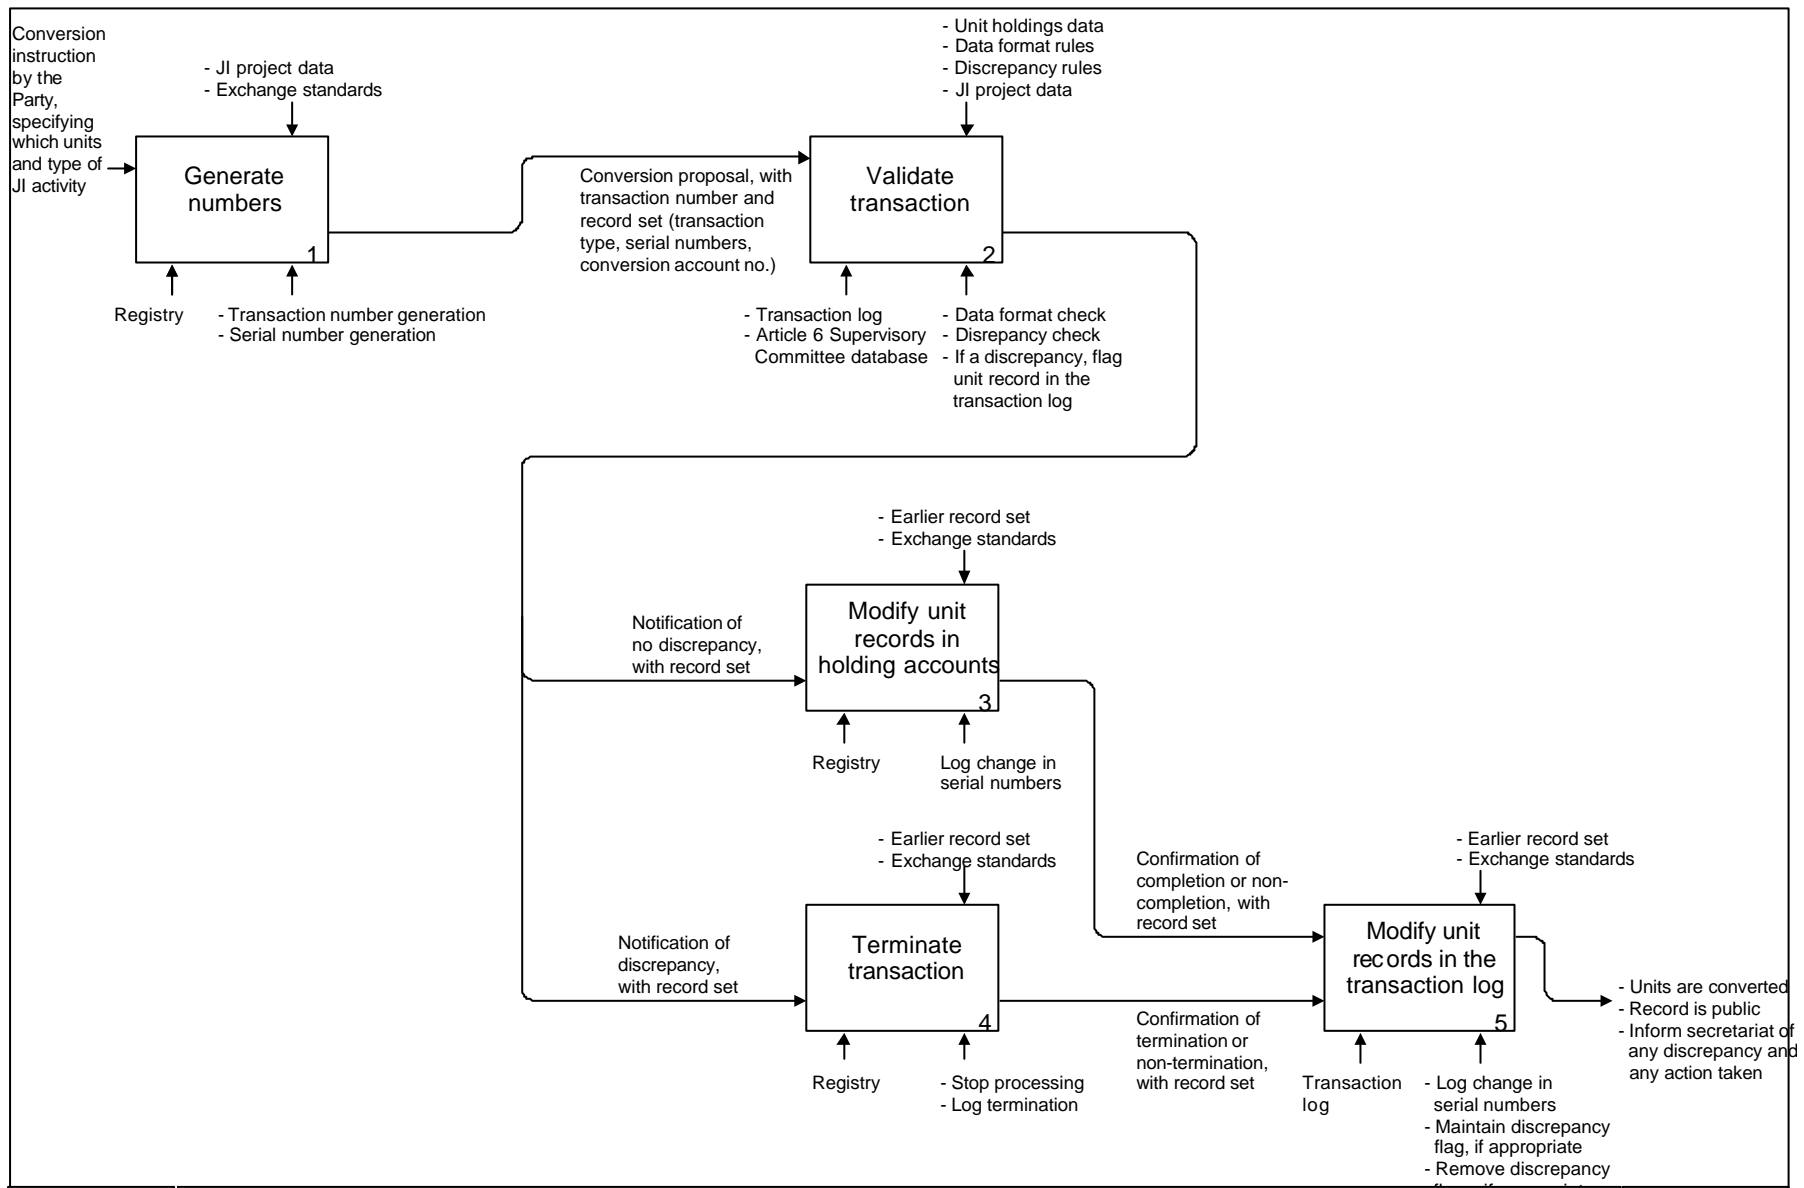 Conversion
instruction
by the
Party,
specifying
which units
and type of
JI activity
- JI project data
- Exchange standards
Generate
numbers
1
Registry
- Transaction number generation
- Serial number generation
Conversion proposal, with
transaction number and
record set (transaction
type, serial numbers,
conversion account no.)
- Unit holdings data
- Data format rules
- Discrepancy rules
- JI project data
Validate
transaction
2
- Transaction log
- Article 6 Supervisory
Committee database
- Data format check
- Disrepancy check
- If a discrepancy, flag
unit record in the
transaction log
- Earlier record set
- Exchange standards
Notification of
no discrepancy,
with record set
Modify unit
records in
holding accounts
3
Registry
Log change in
serial numbers
- Earlier record set
- Exchange standards
Notification of
discrepancy,
with record set
Terminate
transaction
4
Registry
- Stop processing
- Log termination
Confirmation of
completion or non-
completion, with
record set
Confirmation of
termination or
non-termination,
with record set
- Earlier record set
- Exchange standards
Modify unit
records in the
transaction log
5
Transaction
log
- Log change in
serial numbers
- Maintain discrepancy
flag, if appropriate
- Remove discrepancy
- Units are converted
- Record is public
- Inform secretariat of
any discrepancy and
any action taken